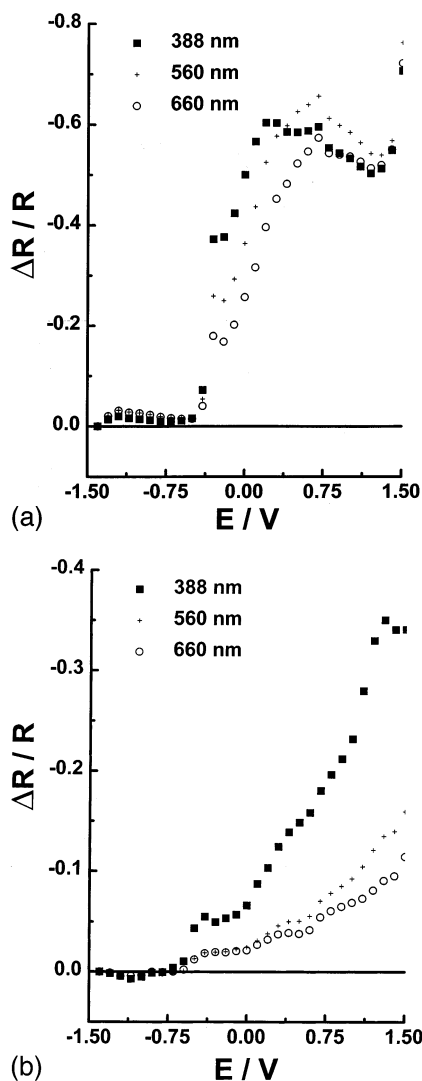 -0.8
388 nm
560 nm
660 nm
-0.6
-0.4
-0.2
0.0
ΔR / R
-1.50 -0.75 0.00 0.75 1.50
(a)
E / V
-0.4
388 nm
560 nm
660 nm
-0.3
-0.2
-0.1
0.0
ΔR / R
-1.50 -0.75 0.00 0.75 1.50
(b)
E / V